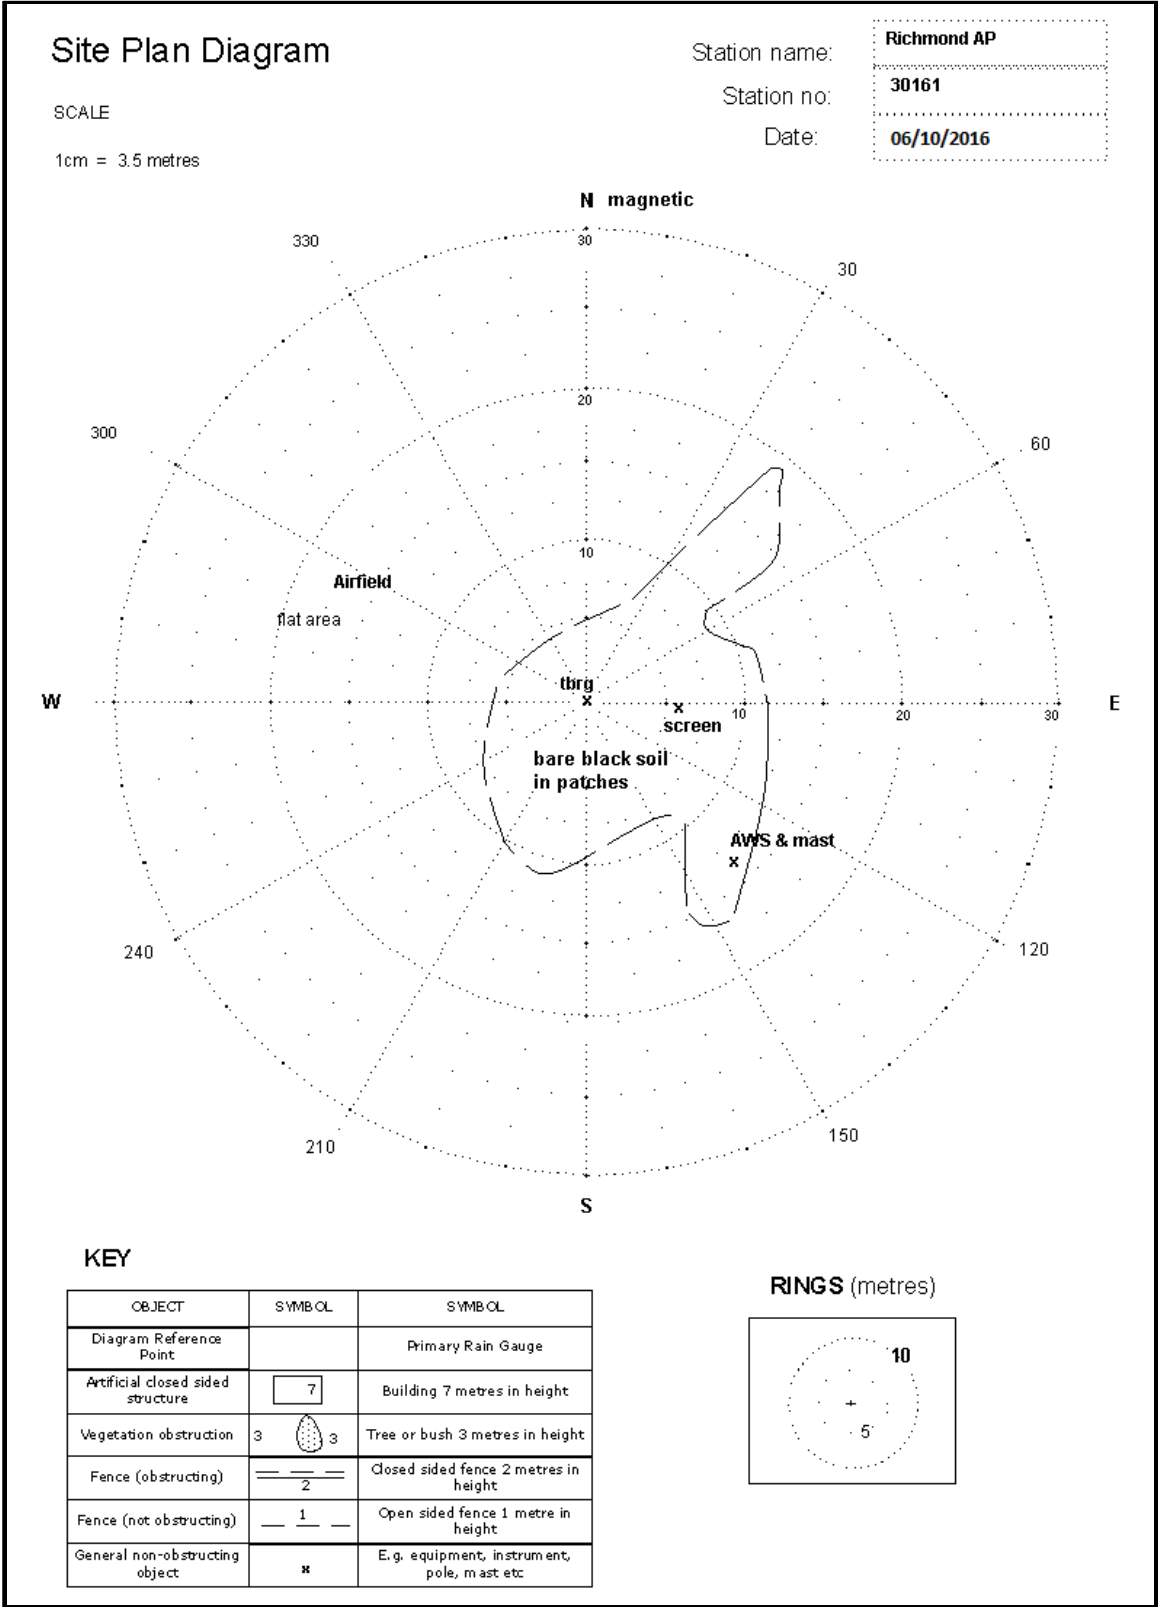 Site Plan Diagram
Station name: Richmond AP
Station no: 30161
Date: 06/10/2016
SCALE
1cm = 3.5 metres
N magnetic
330
30
30
300
20
60
10
Airfield
flat area
tbrg
x
W
E
10
20
30
x
screen
bare black soil
in patches
AWS & mast
x
240
120
210
150
S
KEY
OBJECT SYMBOL SYMBOL
Diagram Reference
Point
Primary Rain Gauge
Artificial closed sided
structure
7
Building 7 metres in height
Vegetation obstruction
3 3
Tree or bush 3 metres in height
Fence (obstructing)
2
Closed sided fence 2 metres in
height
Fence (not obstructing)
1
Open sided fence 1 metre in
height
General non-obstructing
object
x
E.g. equipment, instrument,
pole, mast etc
RINGS (metres)
10
5